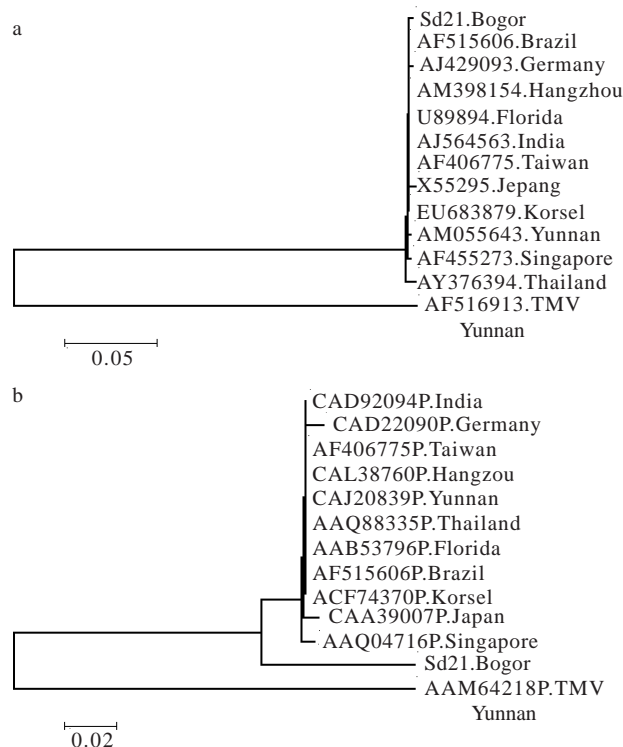 a
Sd21.Bogor
AF515606.Brazil
AJ429093.Germany
AM398154.Hangzhou
U89894.Florida
AJ564563.India
AF406775.Taiwan
X55295.Jepang
EU683879.Korsel
AM055643.Yunnan
AF455273.Singapore
AY376394.Thailand
AF516913.TMV
Yunnan
0.05
b
CAD92094P.India
CAD22090P.Germany
AF406775P.Taiwan
CAL38760P.Hangzou
CAJ20839P.Yunnan
AAQ88335P.Thailand
AAB53796P.Florida
AF515606P.Brazil
ACF74370P.Korsel
CAA39007P.Japan
AAQ04716P.Singapore
Sd21.Bogor
AAM64218P.TMV
Yunnan
0.02